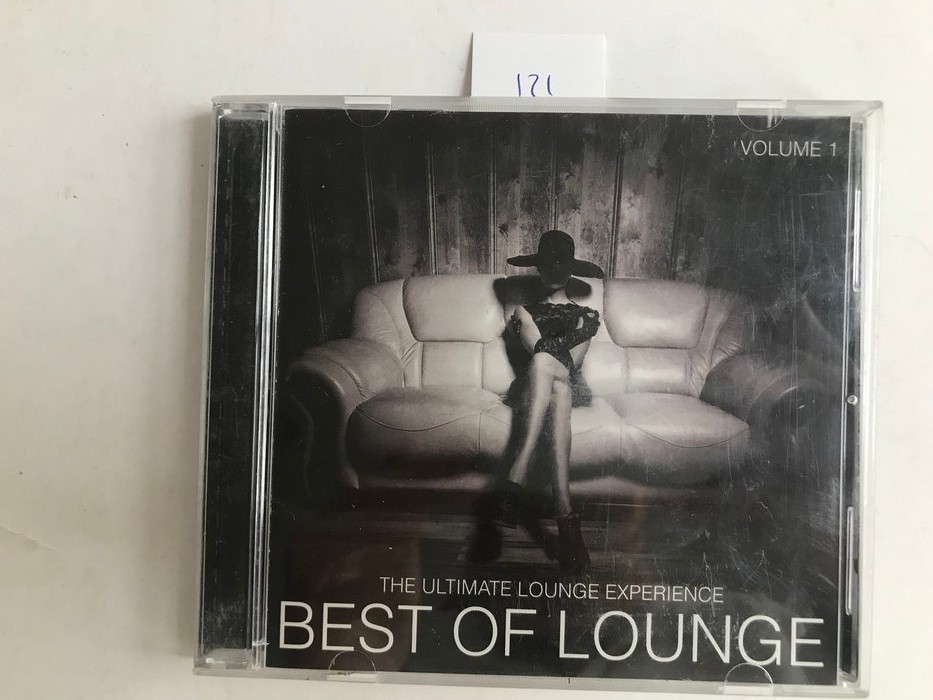 121
VOLUME 1
THE ULTIMATE LOUNGE EXPERIENCE
BEST OF LOUNGE